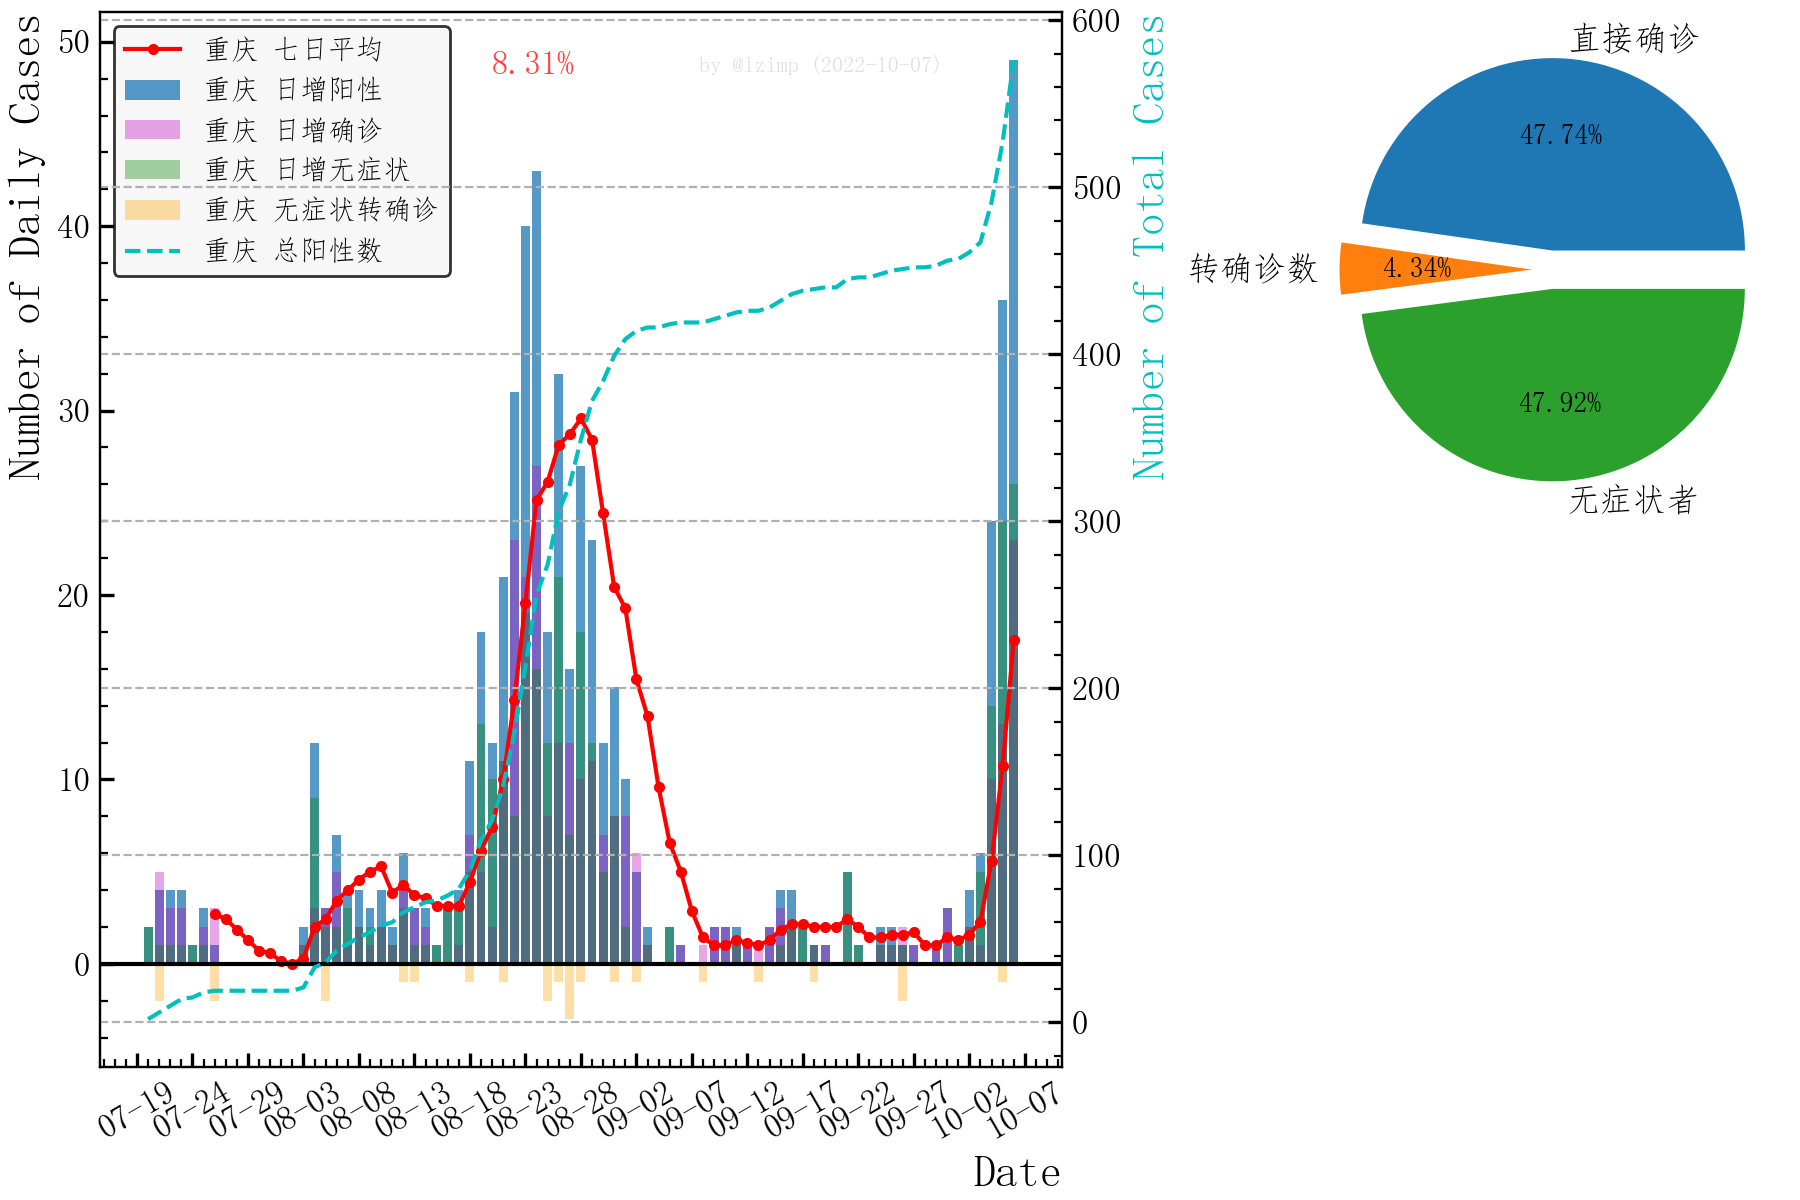 Number of Daily Cases
50
40
30
20
10
0
重庆 七日平均
重庆 日增阳性
重庆 日增确诊
重庆 日增无症状
重庆 无症状转确诊
重庆 总阳性数
8.31%
by @lzimp (2022-10-07)
600
500
400
300
200
100
0
Number of Total Cases
07-19
07-24
07-29
08-03
08-08
08-13
08-18
08-23
08-28
09-02
09-07
09-12
09-17
09-22
09-27
10-02
10-07
Date
直接确诊
47.74%
转确诊数
4.34%
47.92%
无症状者